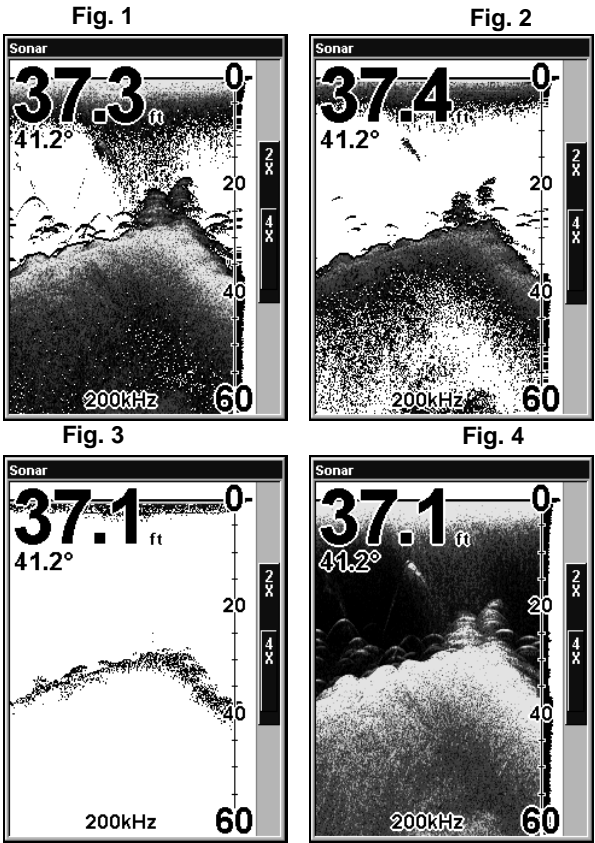 Fig. 1
Sonar
37.3 ft
41.2°
0
20
40
60
2X
4X
200kHz
Fig. 2
Sonar
37.4 ft
41.2°
0
20
40
60
2X
4X
200kHz
Fig. 3
Sonar
37.1 ft
41.2°
0
20
40
60
2X
4X
200kHz
Fig. 4
Sonar
37.1 ft
41.2°
0
20
40
60
2X
4X
200kHz